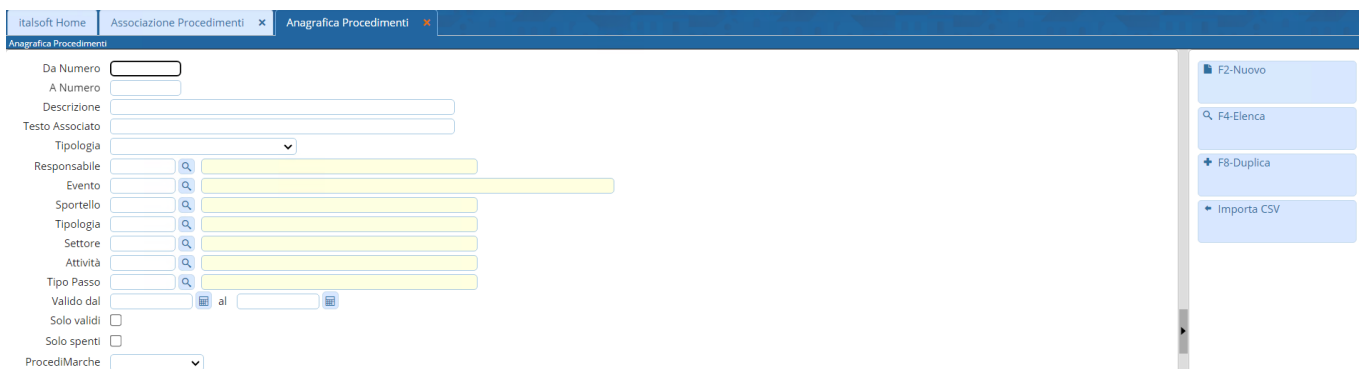 italsoft Home Associazione Procedimenti × Anagrafica Procedimenti ×
Anagrafica Procedimenti
Da Numero
A Numero
Descrizione
Testo Associato
Tipologia
Responsabile
Evento
Sportello
Tipologia
Settore
Attività
Tipo Passo
Valido dal al
Solo validi
Solo spenti
ProcediMarche
F2-Nuovo
F4-Elenca
F8-Duplica
Importa CSV